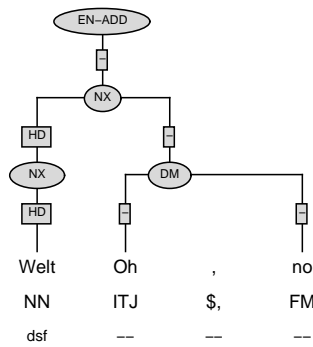 EN–ADD
–
NX
HD –
NX DM
HD – –
Welt Oh , no
NN ITJ $, FM
dsf –– –– ––